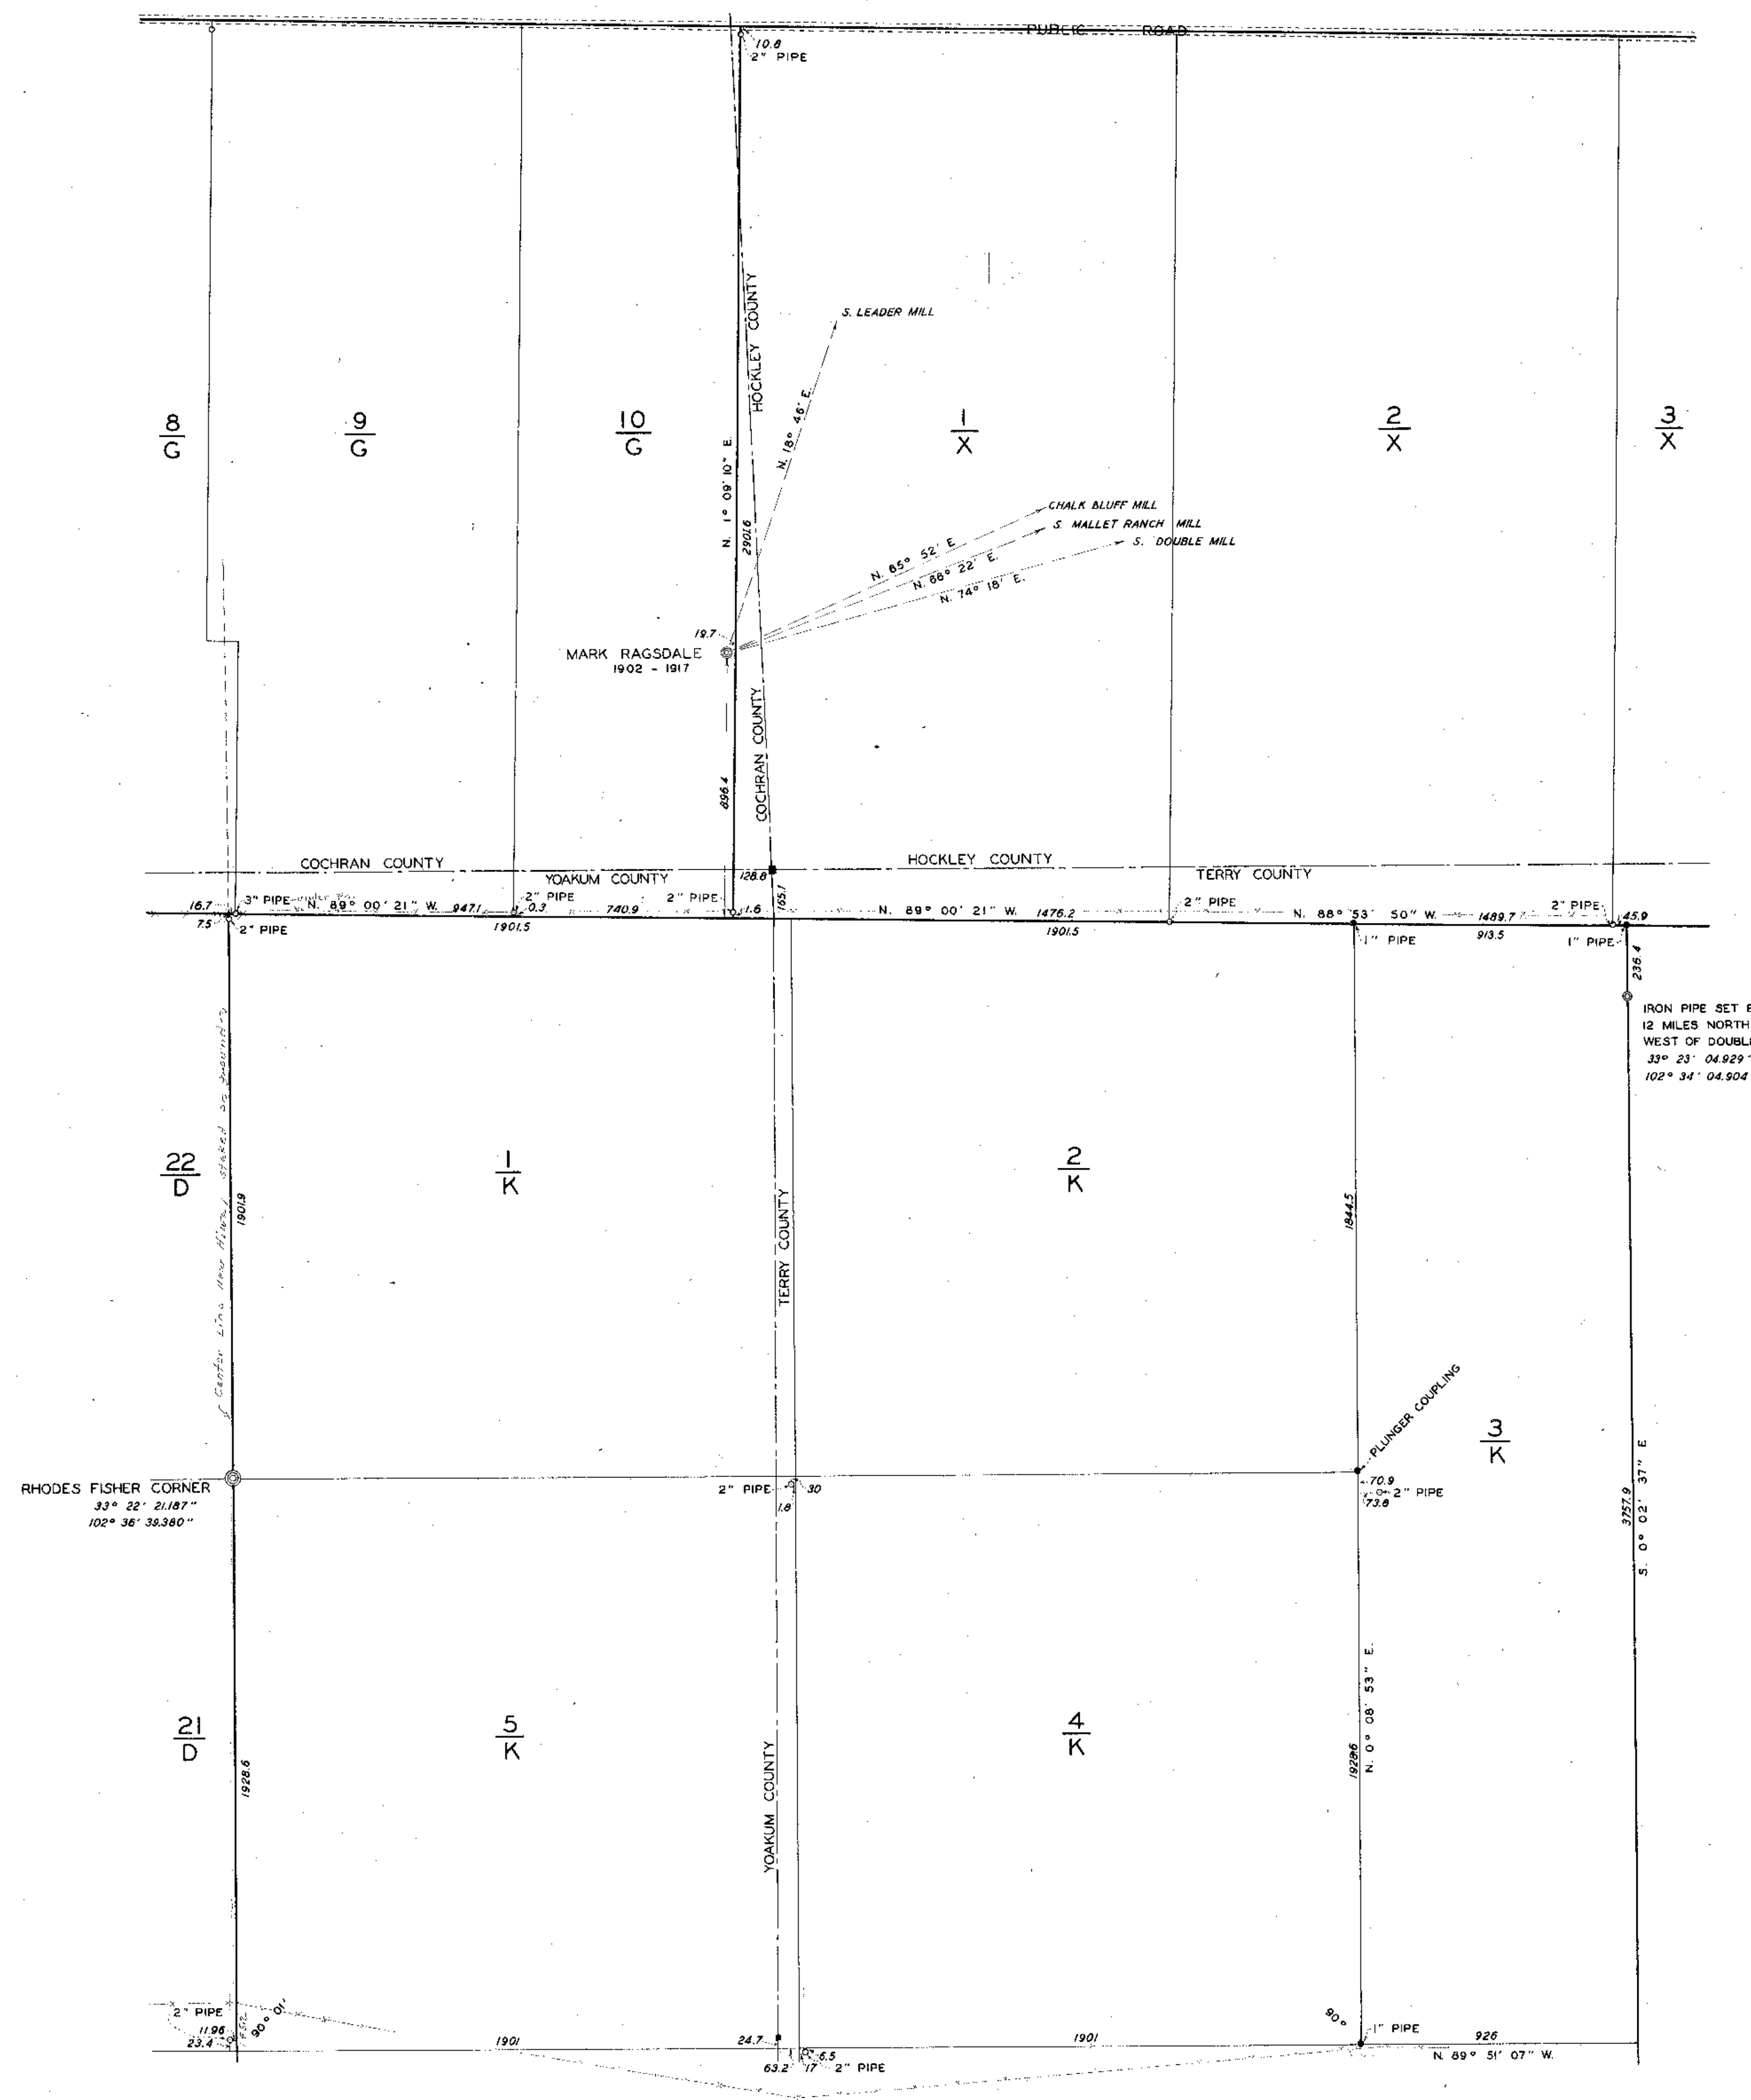 PUBLIC ROAD
10.8
2" PIPE
HOCKLEY COUNTY
S. LEADER MILL
N. 18° 46' E.
8
G
9
G
10
G
1
X
2
X
3
X
N. 1° 09' 10" E.
2901.6
CHALK BLUFF MILL
S. MALLET RANCH MILL
S. DOUBLE MILL
N. 65° 52' E
N. 66° 22' E.
N. 74° 18' E.
19.7
MARK RAGSDALE
1902 - 1917
896.4
COCHRAN COUNTY
COCHRAN COUNTY
HOCKLEY COUNTY
YOAKUM COUNTY
TERRY COUNTY
128.8
165.1
16.7
3" PIPE
N. 89° 00' 21" W. 947.1
2" PIPE
0.3
740.9
2" PIPE
1.6
N. 89° 00' 21" W. 1476.2
2" PIPE
N. 88° 53' 50" W. 1489.7
2" PIPE
45.9
7.5
2" PIPE
1901.5
1901.5
1" PIPE
913.5
1" PIPE
236.4
IRON PIPE SET
12 MILES NORTH
WEST OF
33° 23' 04.929"
102° 34' 04.904
Center Line New Highway staked on ground
22
D
1
K
2
K
1901.9
TERRY COUNTY
1844.5
PLUNGER COUPLING
3
K
RHODES FISHER CORNER
33° 22' 21.187"
102° 36' 39.380"
2" PIPE
30
1.8
70.9
2" PIPE
73.8
3757.9
S. 0° 02' 37" E
21
D
5
K
4
K
1928.6
YOAKUM COUNTY
1928.6
N. 0° 08' 53" E.
2" PIPE
11.96
23.4
90° 01'
1901
24.7
63.2
17
6.5
2" PIPE
1901
90°
1" PIPE
926
N. 89° 51' 07" W.